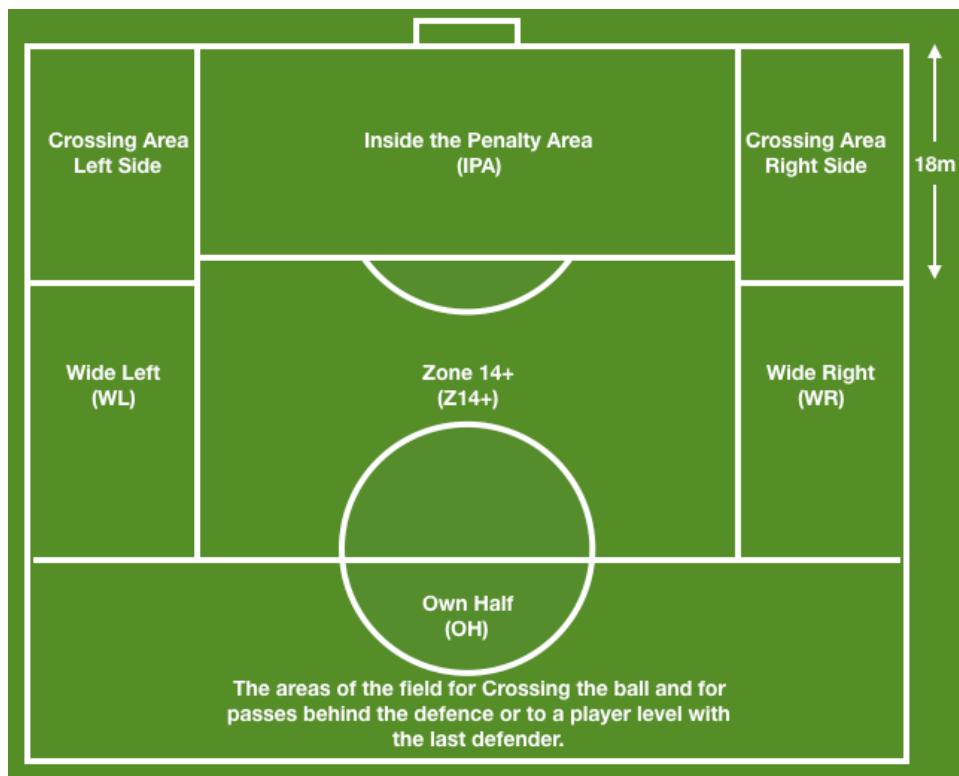 Crossing Area
Left Side
Inside the Penalty Area
(IPA)
Crossing Area
Right Side
18m
Wide Left
(WL)
Zone 14+
(Z14+)
Wide Right
(WR)
Own Half
(OH)
The areas of the field for Crossing the ball and for
passes behind the defence or to a player level with
the last defender.